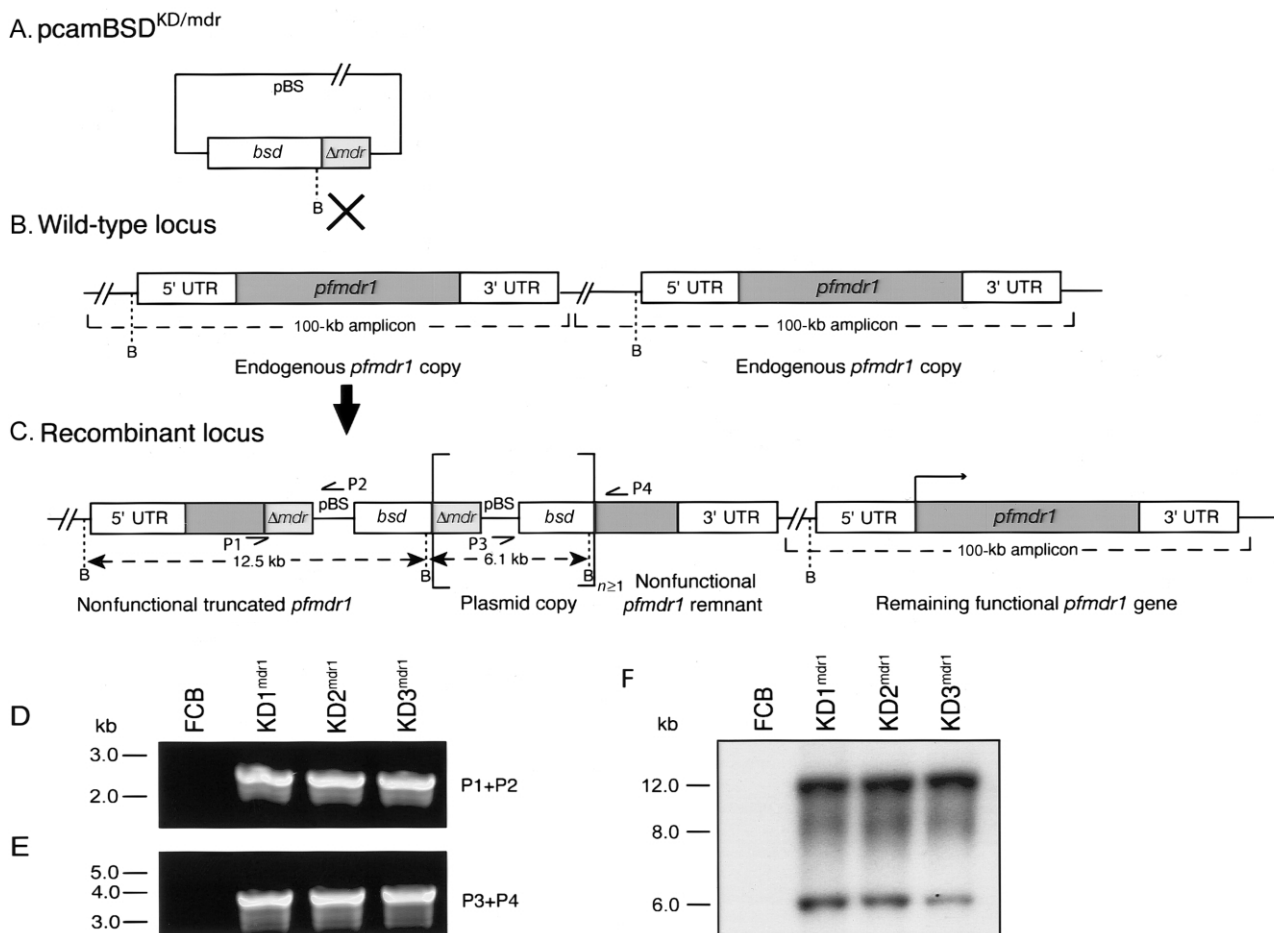 A. pcamBSD^KD/mdr
pBS
bsd Δmdr
B
B. Wild-type locus
5' UTR pfmdr1 3' UTR 5' UTR pfmdr1 3' UTR
100-kb amplicon 100-kb amplicon
B B
Endogenous pfmdr1 copy Endogenous pfmdr1 copy
C. Recombinant locus
P2 P4
pBS pBS
5' UTR Δmdr bsd Δmdr bsd 3' UTR 5' UTR pfmdr1 3' UTR
P1 P3
12.5 kb 6.1 kb 100-kb amplicon
B B B B
n≥1
Nonfunctional truncated pfmdr1 Plasmid copy Nonfunctional pfmdr1 remnant Remaining functional pfmdr1 gene
D
kb FCB KD1^mdr1 KD2^mdr1 KD3^mdr1
3.0
2.0
P1+P2
E
5.0
4.0
3.0
P3+P4
F
kb FCB KD1^mdr1 KD2^mdr1 KD3^mdr1
12.0
8.0
6.0